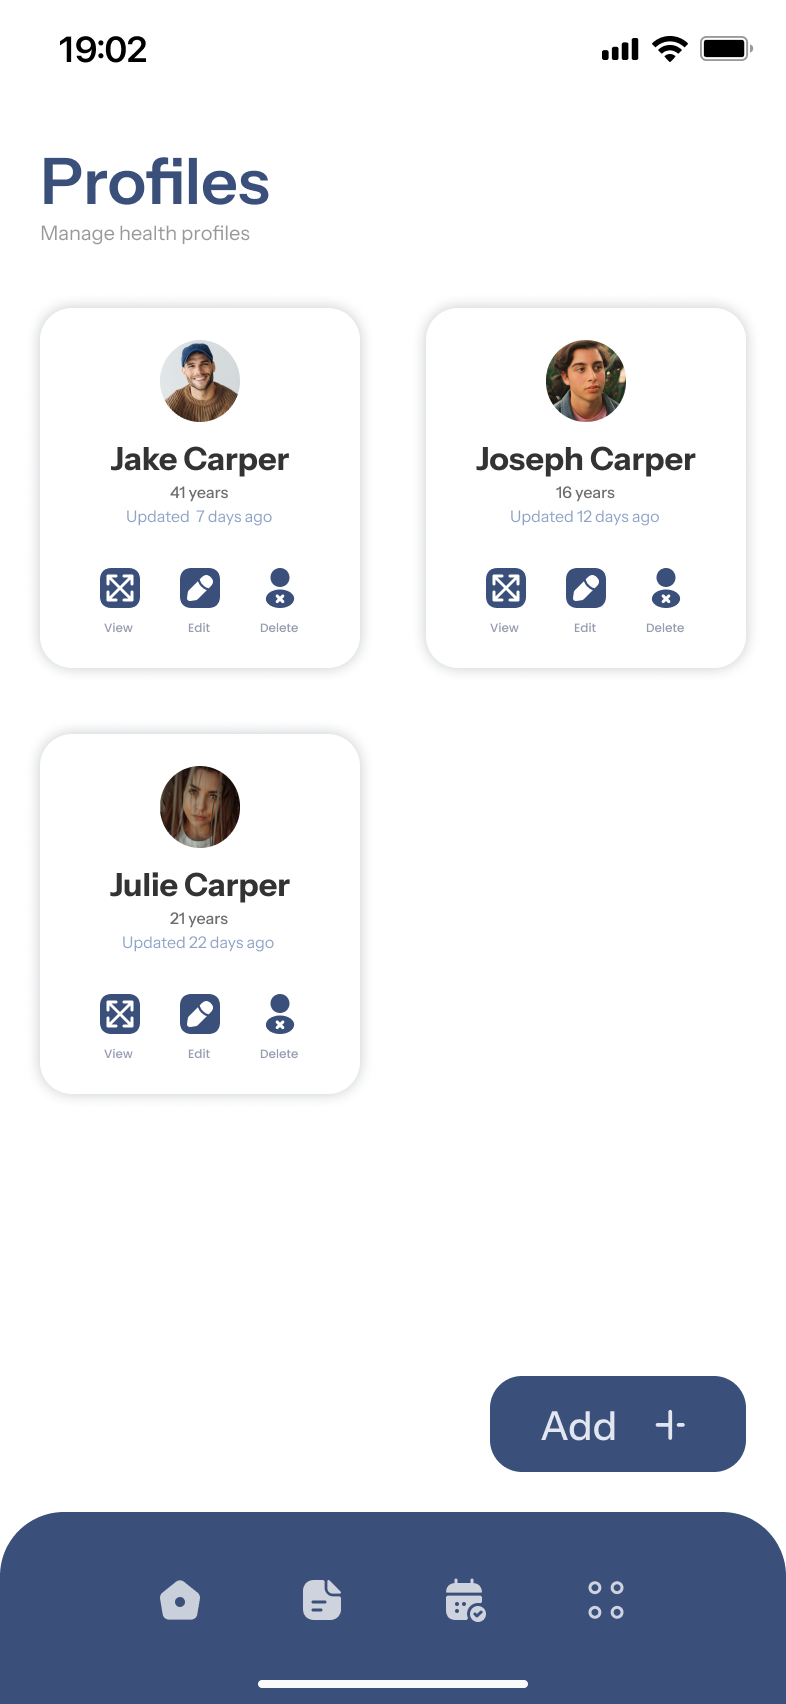 19:02
Profiles
Manage health profiles
Jake Carper
41 years
Updated  7 days ago
View Edit Delete
Joseph Carper
16 years
Updated 12 days ago
View Edit Delete
Julie Carper
21 years
Updated 22 days ago
View Edit Delete
Add